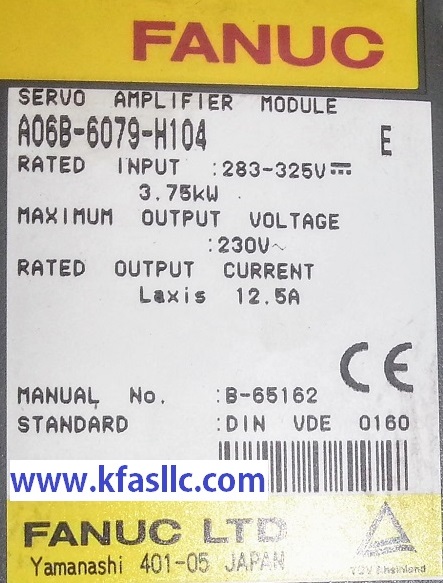 FANUC
SERVO AMPLIFIER MODULE
A06B-6079-H104 E
RATED INPUT :283-325V⎓
3.75kW
MAXIMUM OUTPUT VOLTAGE
:230V~
RATED OUTPUT CURRENT
Laxis 12.5A
CE
MANUAL No. :B-65162
STANDARD :DIN VDE 0160
www.kfasllc.com
FANUC LTD
Yamanashi 401-05 JAPAN
TÜV Rheinland